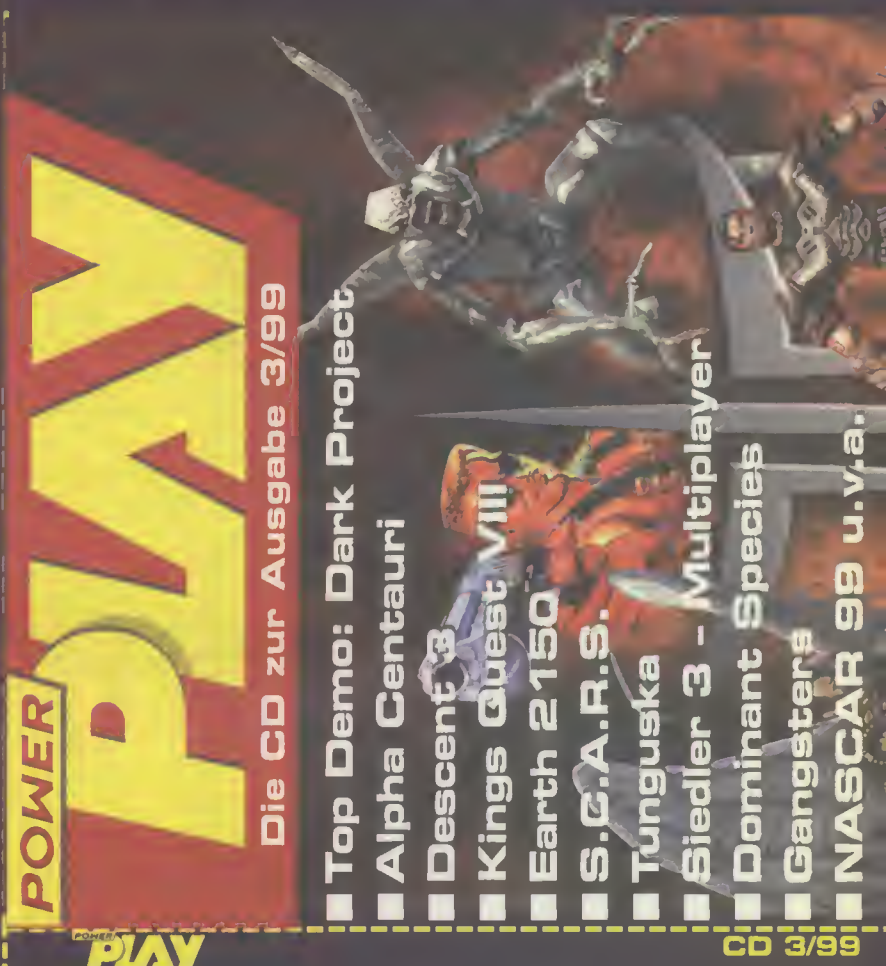 POWER
PLAY
Die CD zur Ausgabe 3/99
Top Demo: Dark Project
Alpha Centauri
Descent 3
Kings Quest VIII
Earth 2150
S.C.A.R.S.
Tunguska
Siedler 3 - Multiplayer
Dominant Species
Gangsters
NASCAR 99 u.v.a.
POWER
PLAY
CD 3/99